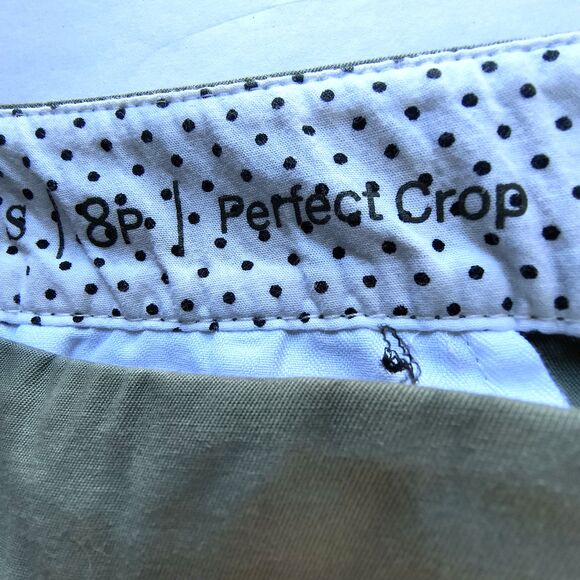 s | 8P | Perfect Crop